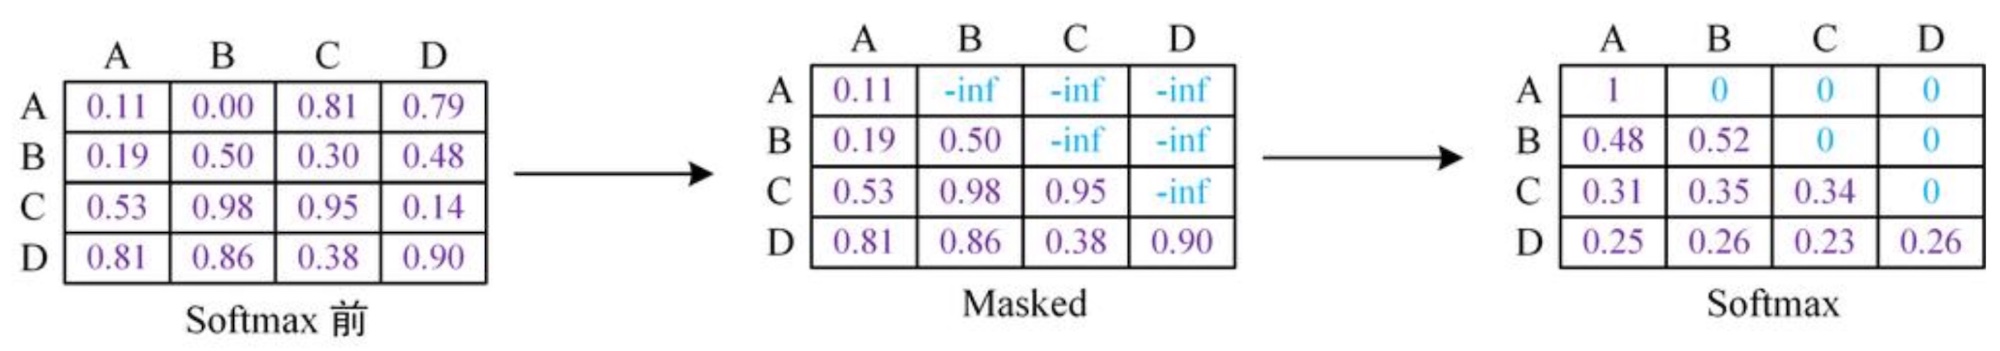 A B C D
A 0.11 0.00 0.81 0.79
B 0.19 0.50 0.30 0.48
C 0.53 0.98 0.95 0.14
D 0.81 0.86 0.38 0.90
Softmax 前
A B C D
A 0.11 -inf -inf -inf
B 0.19 0.50 -inf -inf
C 0.53 0.98 0.95 -inf
D 0.81 0.86 0.38 0.90
Masked
A B C D
A 1 0 0 0
B 0.48 0.52 0 0
C 0.31 0.35 0.34 0
D 0.25 0.26 0.23 0.26
Softmax